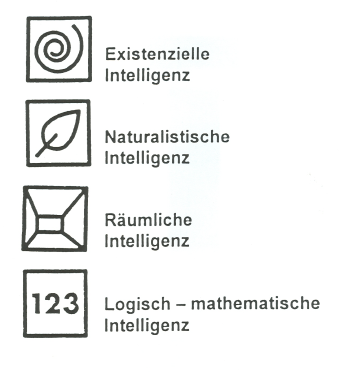 Existenzielle
Intelligenz
Naturalistische
Intelligenz
Räumliche
Intelligenz
123
Logisch – mathematische
Intelligenz